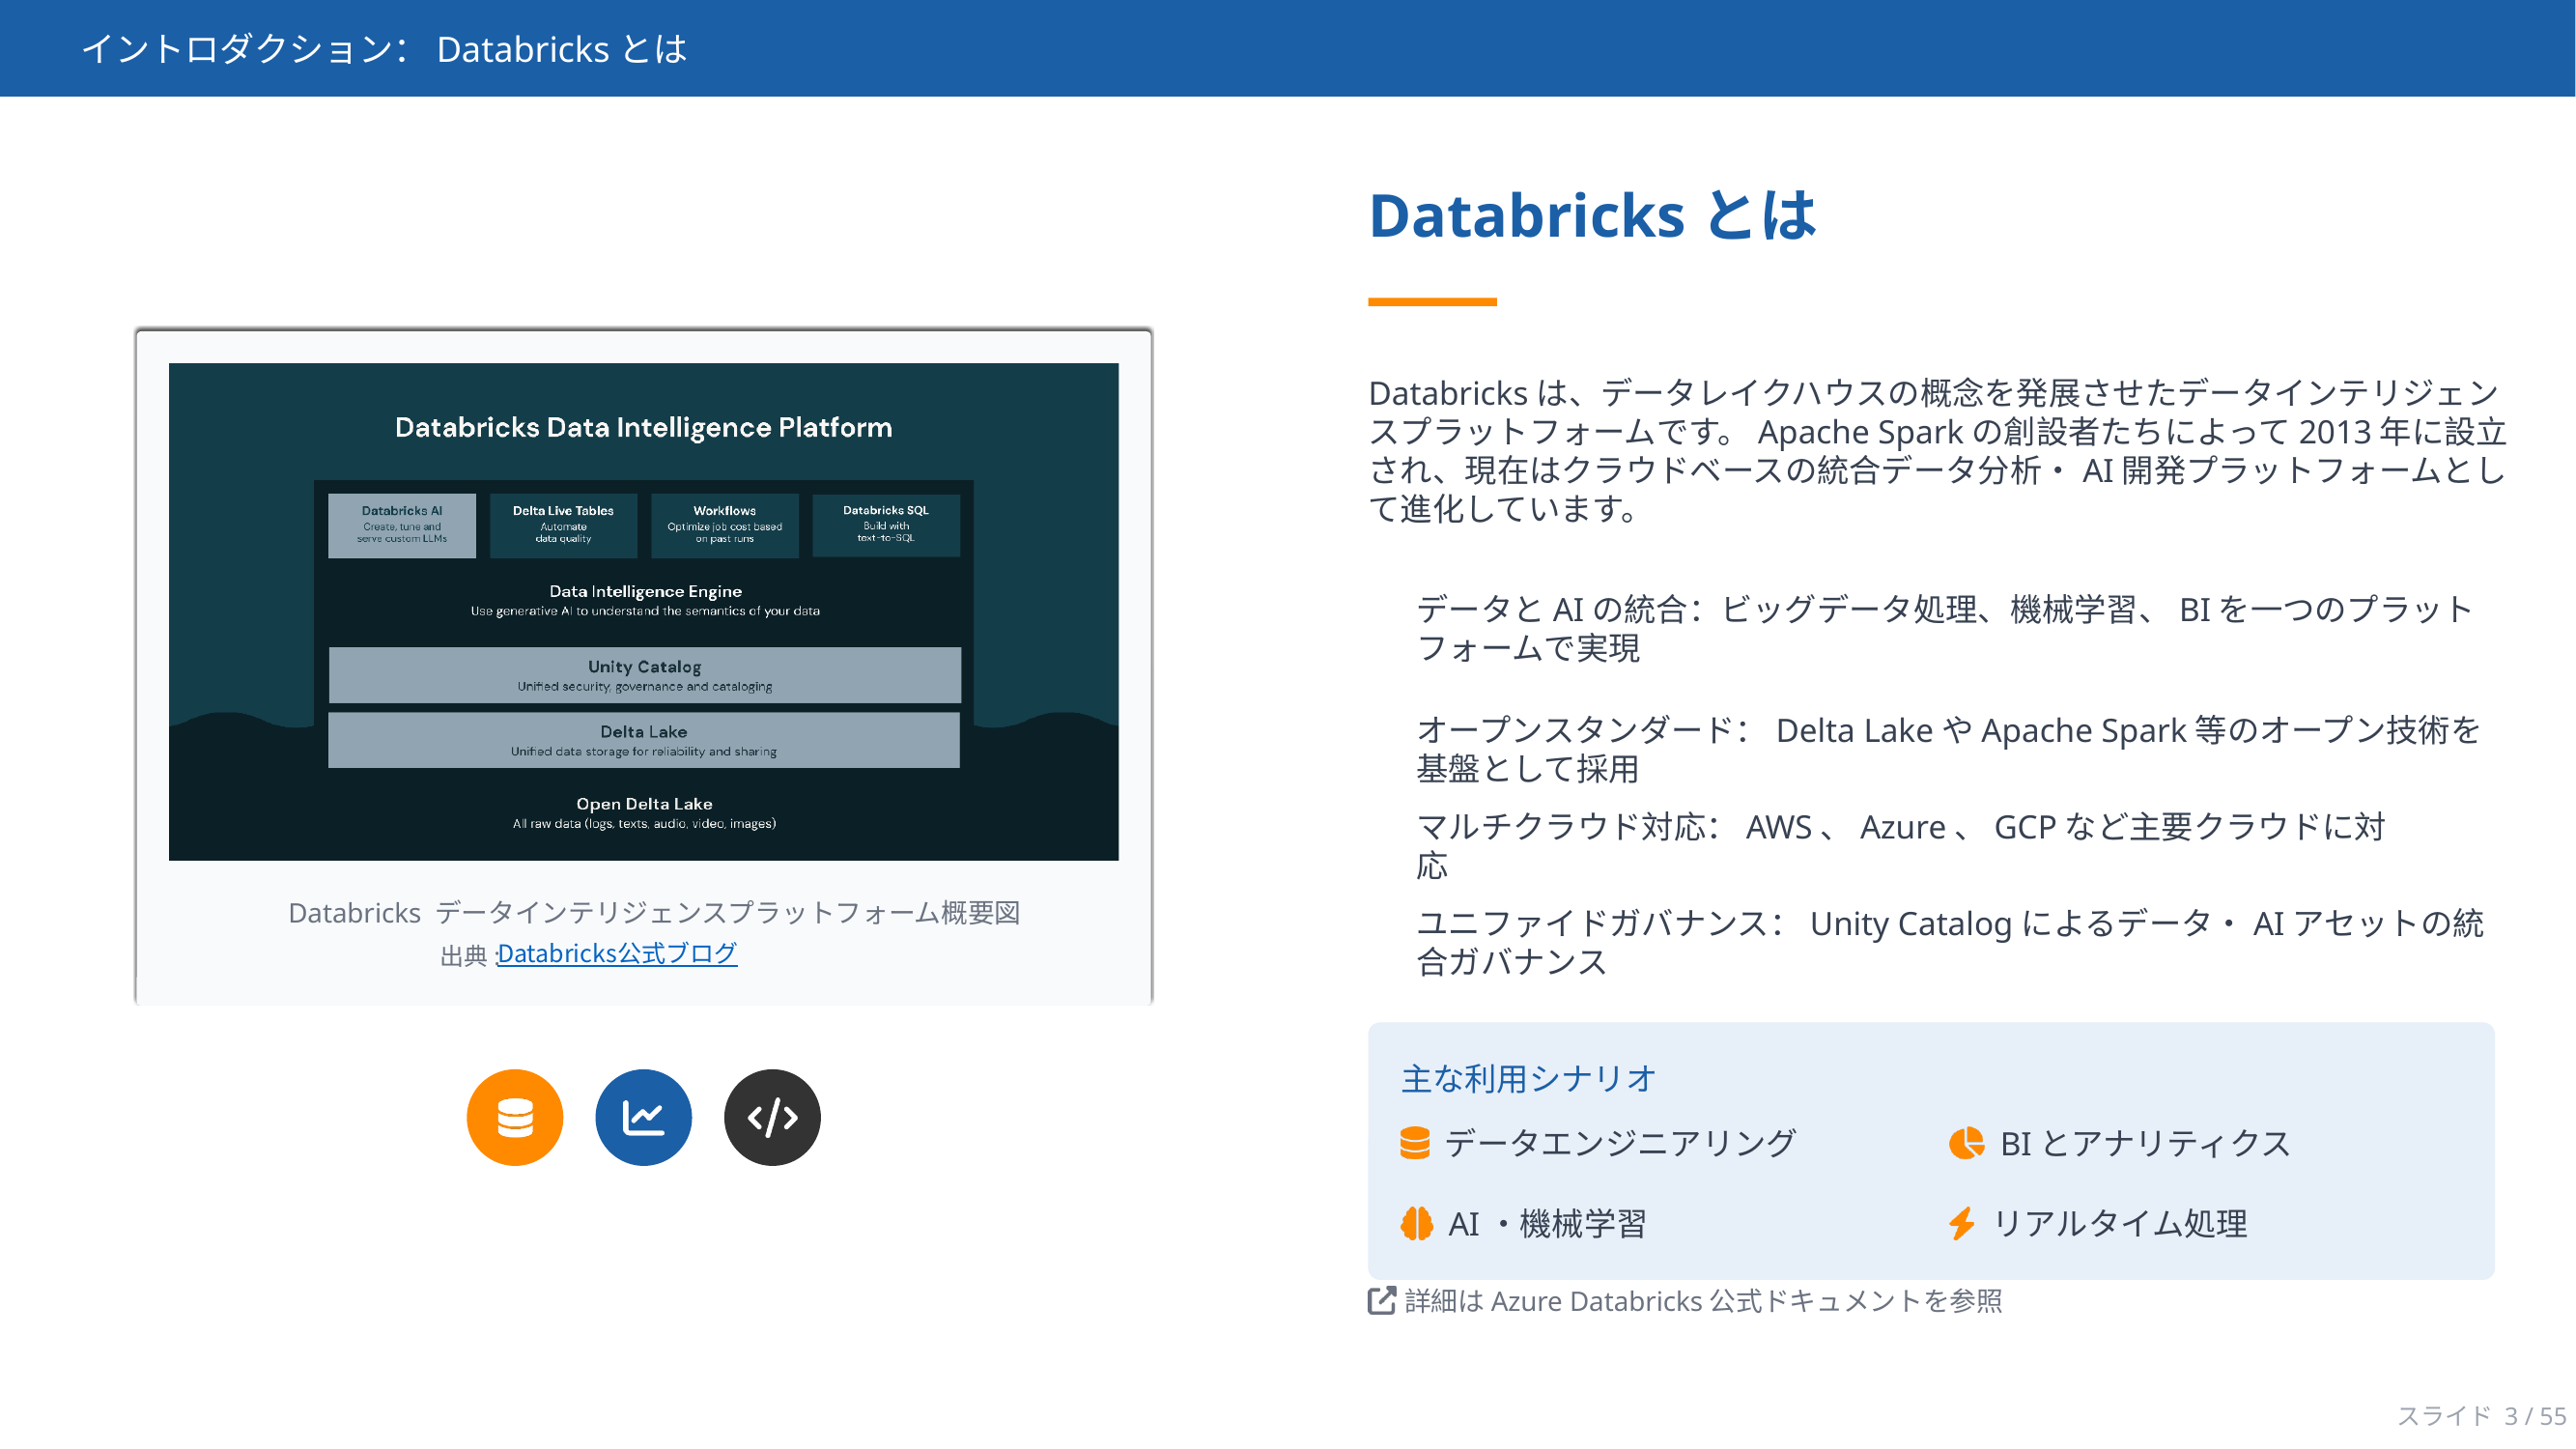 イントロダクション： Databricks とは
Databricks Data Intelligence Platform
Databricks AI
Create, tune and
serve custom LLMs
Delta Live Tables
Automate
data quality
Workflows
Optimize job cost based
on past runs
Databricks SQL
Build with
text-to-SQL
Data Intelligence Engine
Use generative AI to understand the semantics of your data
Unity Catalog
Unified security, governance and cataloging
Delta Lake
Unified data storage for reliability and sharing
Open Delta Lake
All raw data (logs, texts, audio, video, images)
Databricks データインテリジェンスプラットフォーム概要図
出典 :Databricks公式ブログ
Databricks とは
Databricks は、データレイクハウスの概念を発展させたデータインテリジェン
スプラットフォームです。 Apache Spark の創設者たちによって 2013 年に設立
され、現在はクラウドベースの統合データ分析・ AI 開発プラットフォームとし
て進化しています。
データと AI の統合：ビッグデータ処理、機械学習、 BI を一つのプラット
フォームで実現
オープンスタンダード： Delta Lake や Apache Spark 等のオープン技術を
基盤として採用
マルチクラウド対応： AWS 、 Azure 、 GCP など主要クラウドに対
応
ユニファイドガバナンス： Unity Catalog によるデータ・ AI アセットの統
合ガバナンス
主な利用シナリオ
データエンジニアリング
BI とアナリティクス
AI ・機械学習
リアルタイム処理
詳細は Azure Databricks 公式ドキュメントを参照
スライド 3 / 55